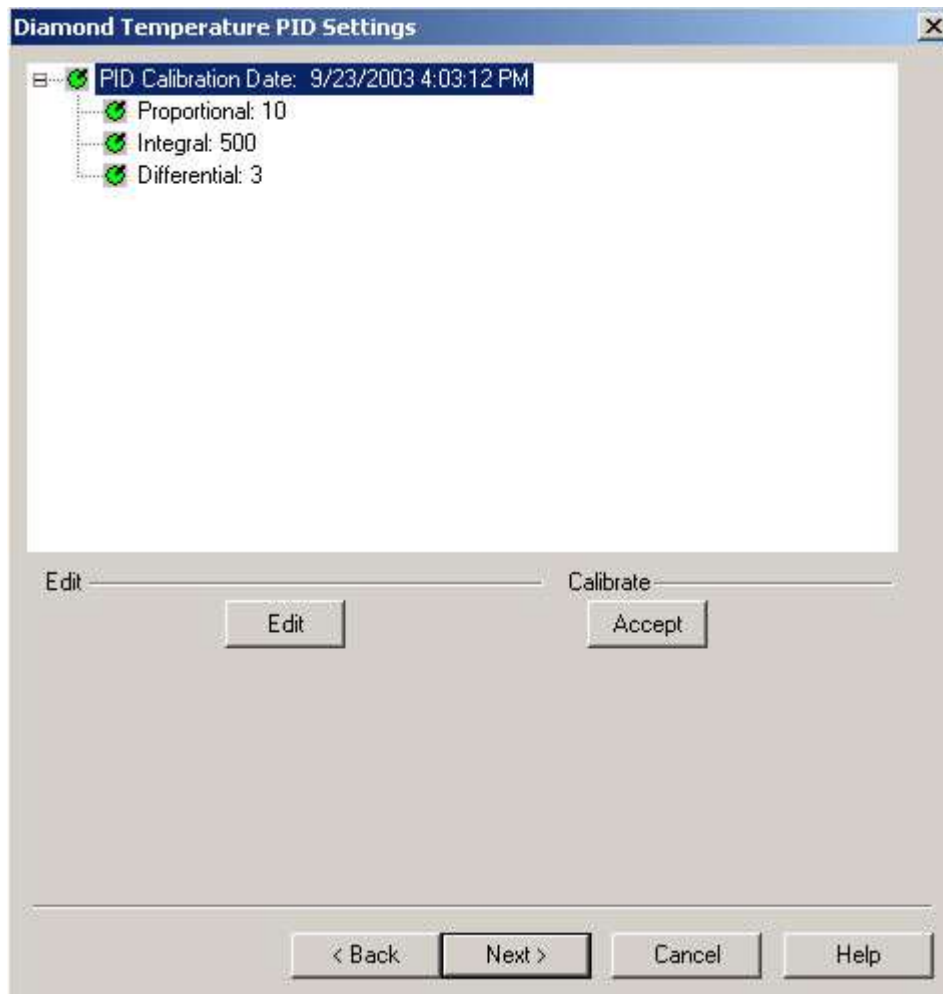 Diamond Temperature PID Settings
PID Calibration Date: 9/23/2003 4:03:12 PM
Proportional: 10
Integral: 500
Differential: 3
Edit Calibrate
Edit Accept
< Back Next > Cancel Help